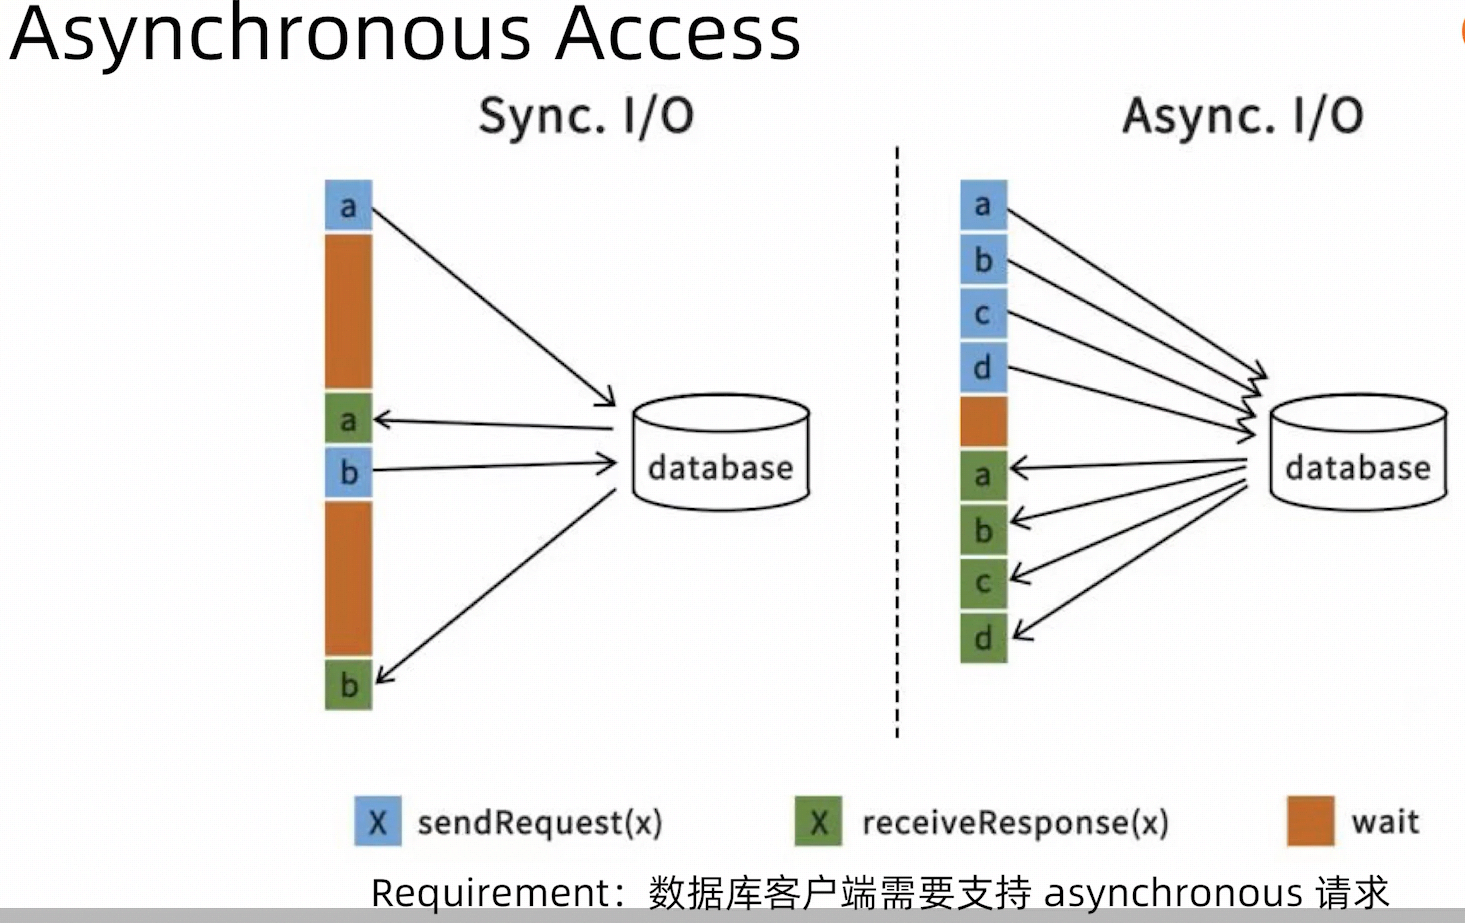 Asynchronous Access
Sync. I/O
a
a
b
b
database
Async. I/O
a
b
c
d
a
b
c
d
database
X sendRequest(x)
X receiveResponse(x)
wait
Requirement：数据库客户端需要支持 asynchronous 请求